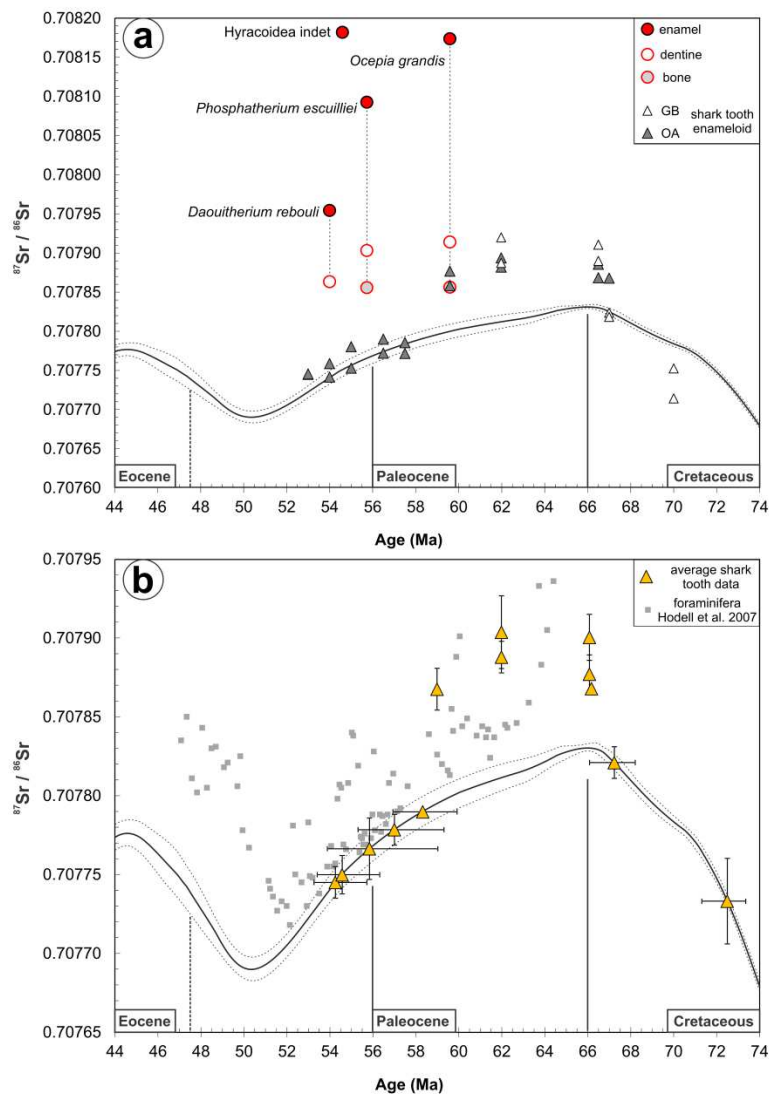 a
0.70820
0.70815
0.70810
0.70805
0.70800
0.70795
0.70790
0.70785
0.70780
0.70775
0.70770
0.70765
0.70760
87Sr / 86Sr
Hyracoidea indet
Ocepia grandis
Phosphatherium escuilliei
Daouitherium rebouli
enamel
dentine
bone
GB
OA
shark tooth
enameloid
Eocene
Paleocene
Cretaceous
44 46 48 50 52 54 56 58 60 62 64 66 68 70 72 74
Age (Ma)
b
0.70795
0.70790
0.70785
0.70780
0.70775
0.70770
0.70765
87Sr / 86Sr
average shark
tooth data
foraminifera
Hodell et al. 2007
Eocene
Paleocene
Cretaceous
44 46 48 50 52 54 56 58 60 62 64 66 68 70 72 74
Age (Ma)